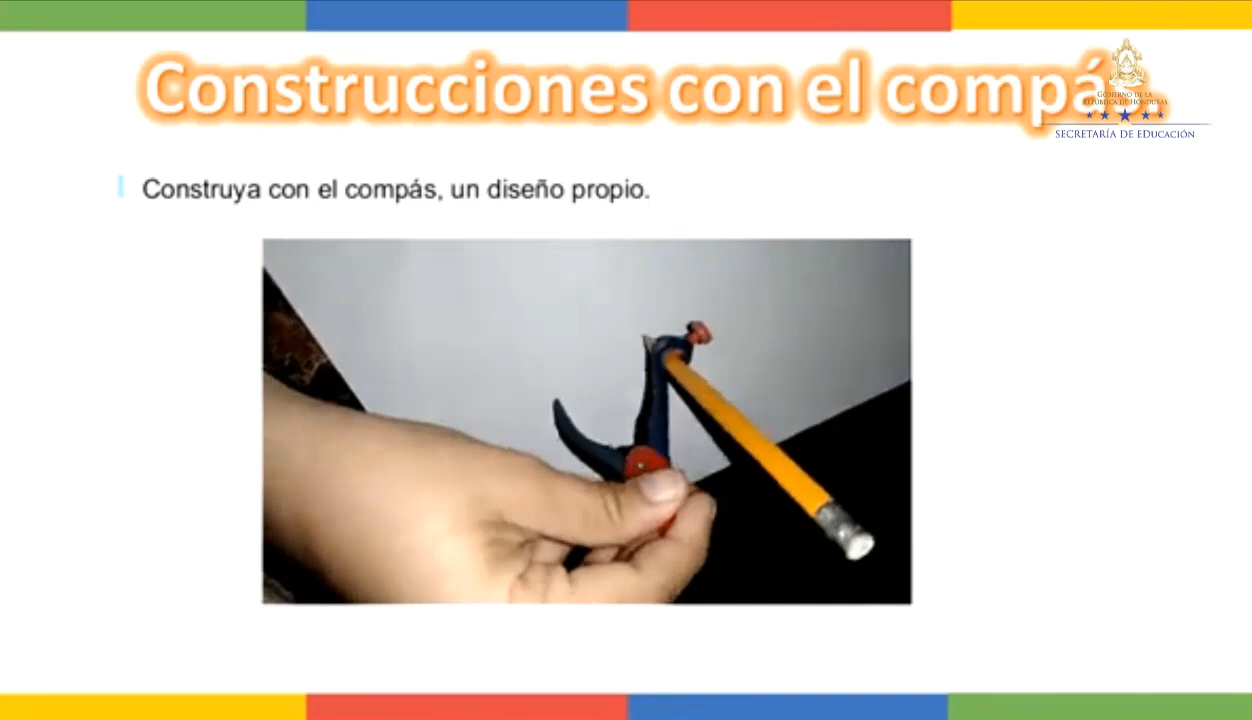 Construcciones con el compás
GOBIERNO DE LA
REPÚBLICA DE HONDURAS
SECRETARÍA DE EDUCACIÓN
Construya con el compás, un diseño propio.